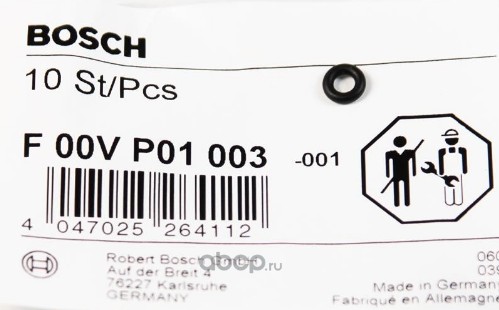 BOSCH
10 St/Pcs
F 00V P01 003 -001
4 047025 264112
Robert Bosch
abcp.ru
Auf der Breit 4
76227 Karlsruhe
GERMANY
060
039
Made in Germany
Fabriqué en Allemagne